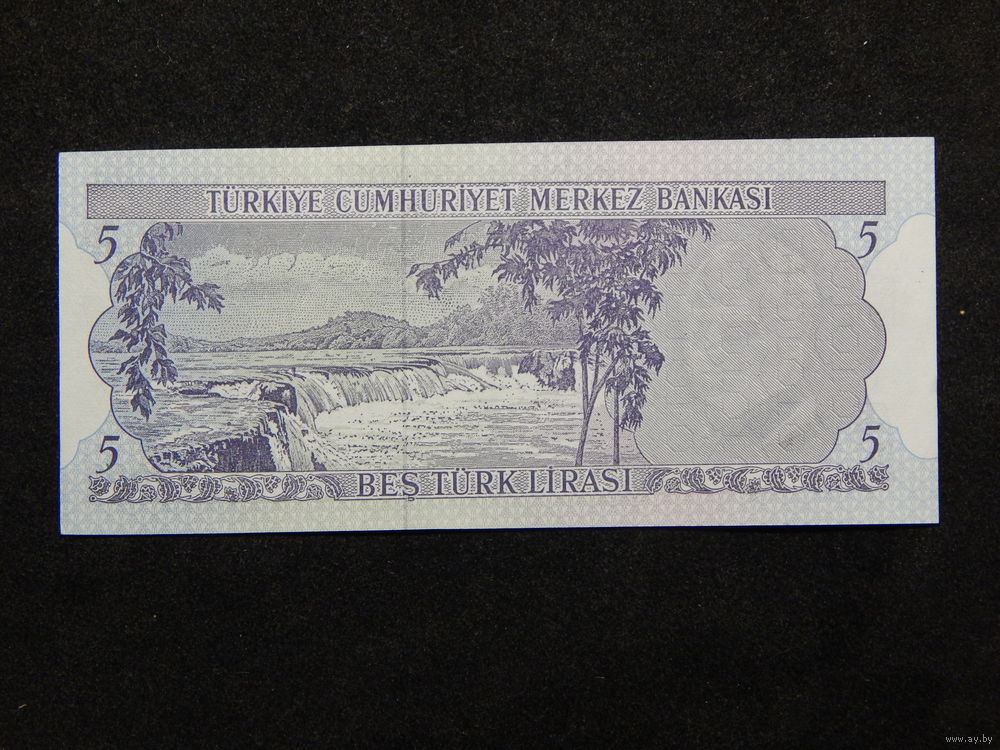 TÜRKİYE CUMHURİYET MERKEZ BANKASI
5 5
5 5
BEŞ TÜRK LİRASI
www.ay.by